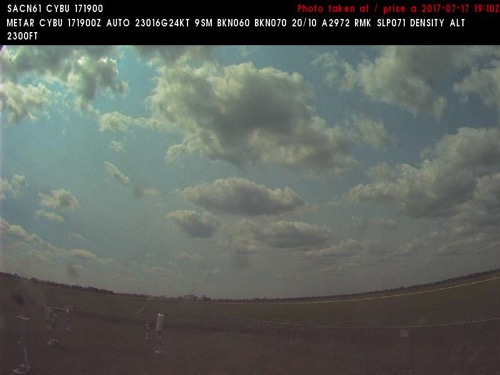 SACN61 CYBU 171900
Photo taken at / prise a 2017-07-17 19:10Z
METAR CYBU 171900Z AUTO 23016G24KT 9SM BKN060 BKN070 20/10 A2972 RMK SLP071 DENSITY ALT
2300FT